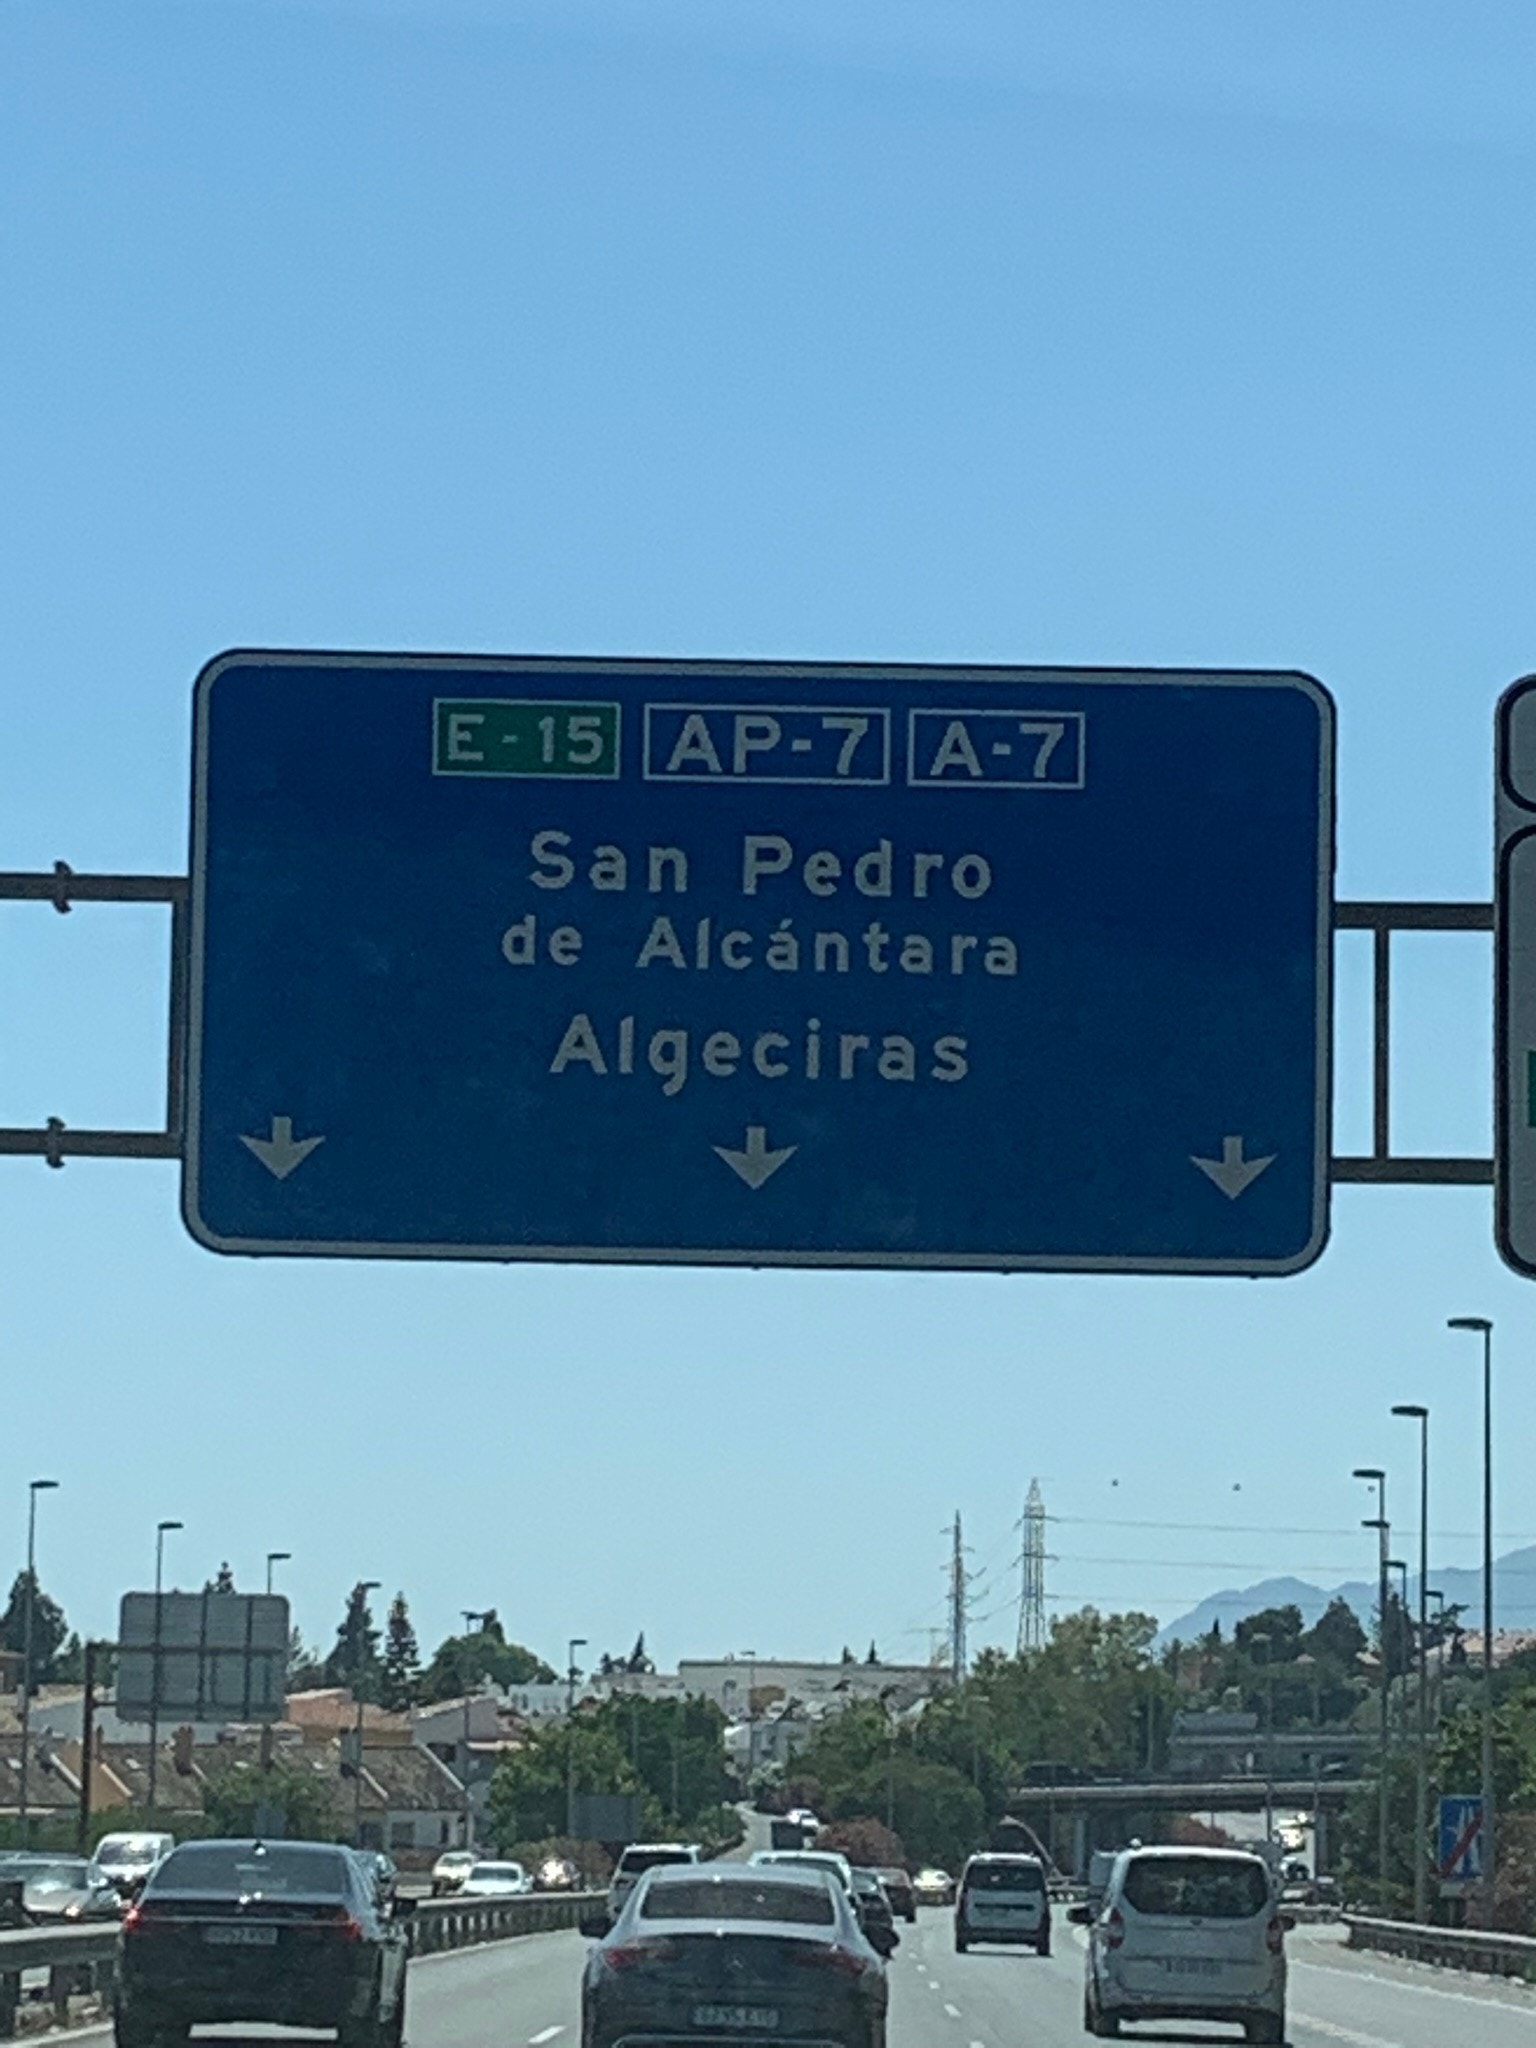 E-15 AP-7 A-7
San Pedro
de Alcántara
Algeciras